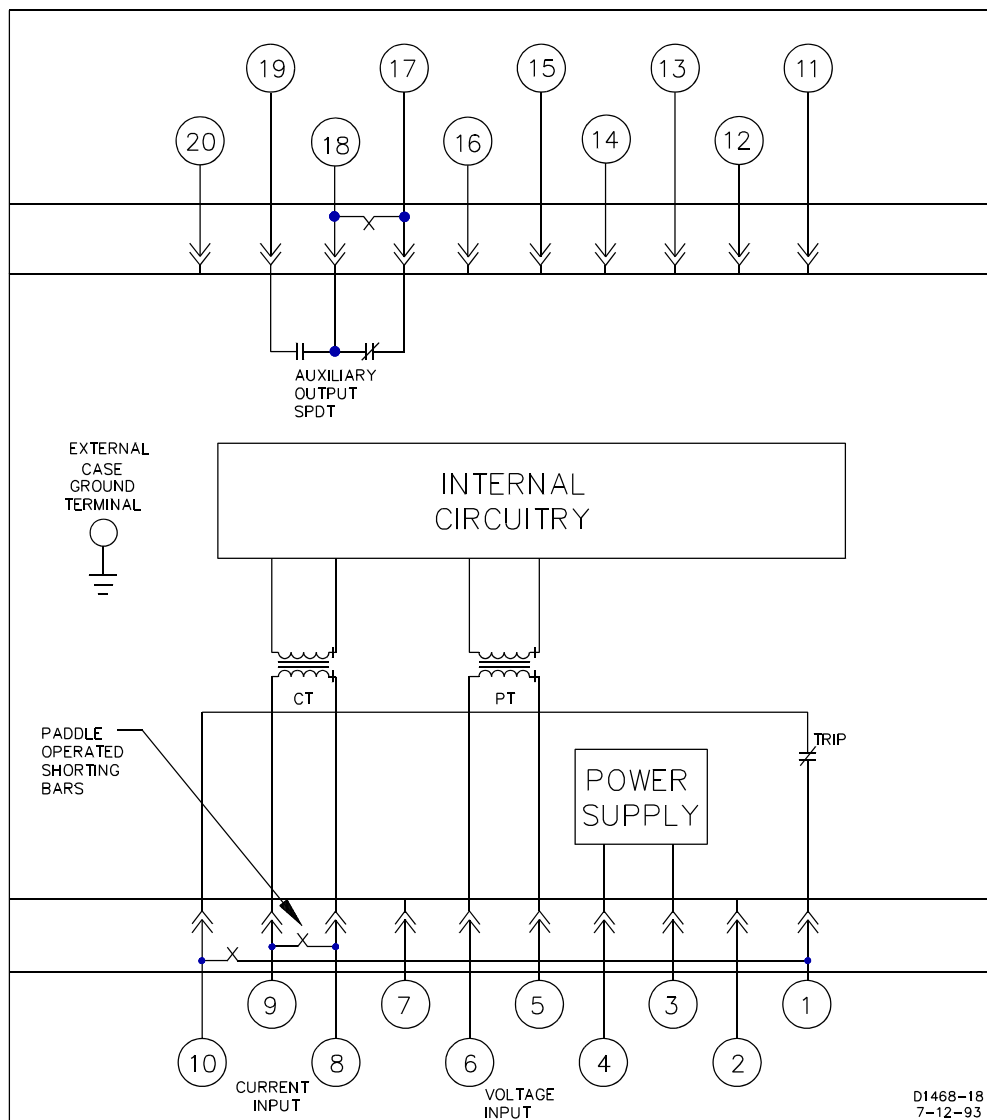 19
17
15
13
11
20
18
16
14
12
AUXILIARY
OUTPUT
SPDT
EXTERNAL
CASE
GROUND
TERMINAL
INTERNAL
CIRCUITRY
CT
PT
PADDLE
OPERATED
SHORTING
BARS
TRIP
POWER
SUPPLY
9
7
5
3
1
10
8
6
4
2
CURRENT
INPUT
VOLTAGE
INPUT
D1468-18
7-12-93